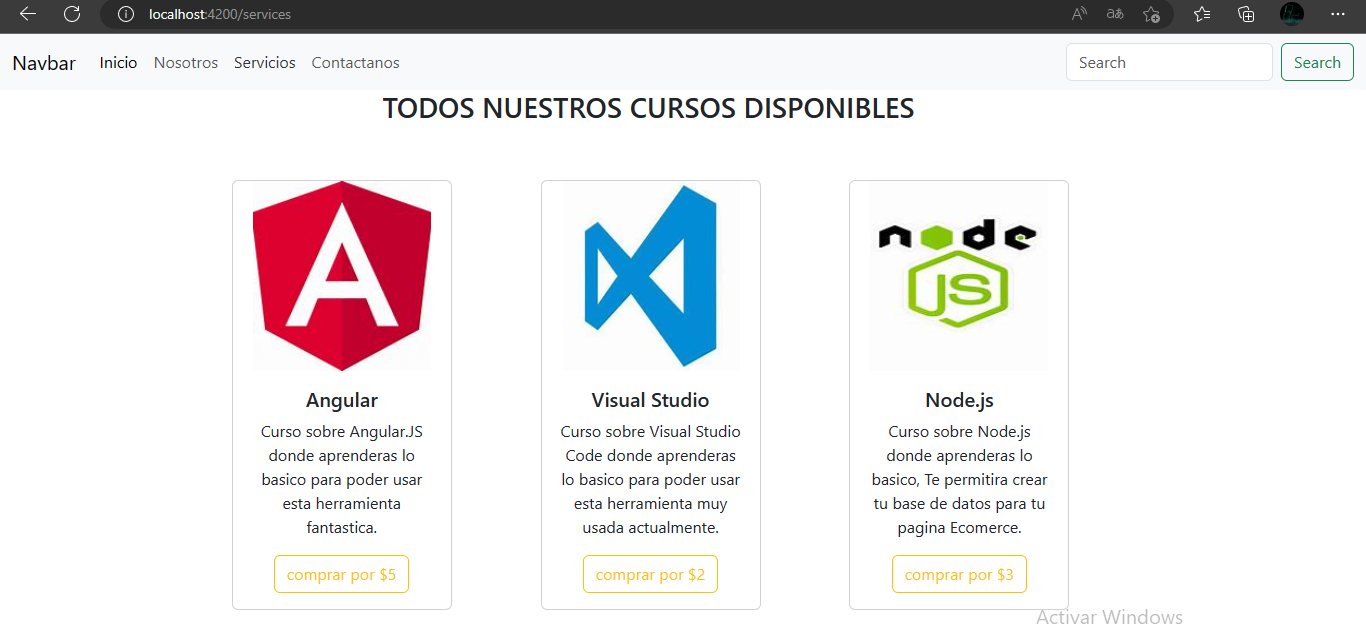 localhost:4200/services
Navbar Inicio Nosotros Servicios Contactanos Search Search
TODOS NUESTROS CURSOS DISPONIBLES
A
node
JS
Angular
Curso sobre Angular.JS
donde aprenderas lo
basico para poder usar
esta herramienta
fantastica.
comprar por $5
Visual Studio
Curso sobre Visual Studio
Code donde aprenderas
lo basico para poder usar
esta herramienta muy
usada actualmente.
comprar por $2
Node.js
Curso sobre Node.js
donde aprenderas lo
basico, Te permitira crear
tu base de datos para tu
pagina Ecomerce.
comprar por $3
Activar Windows